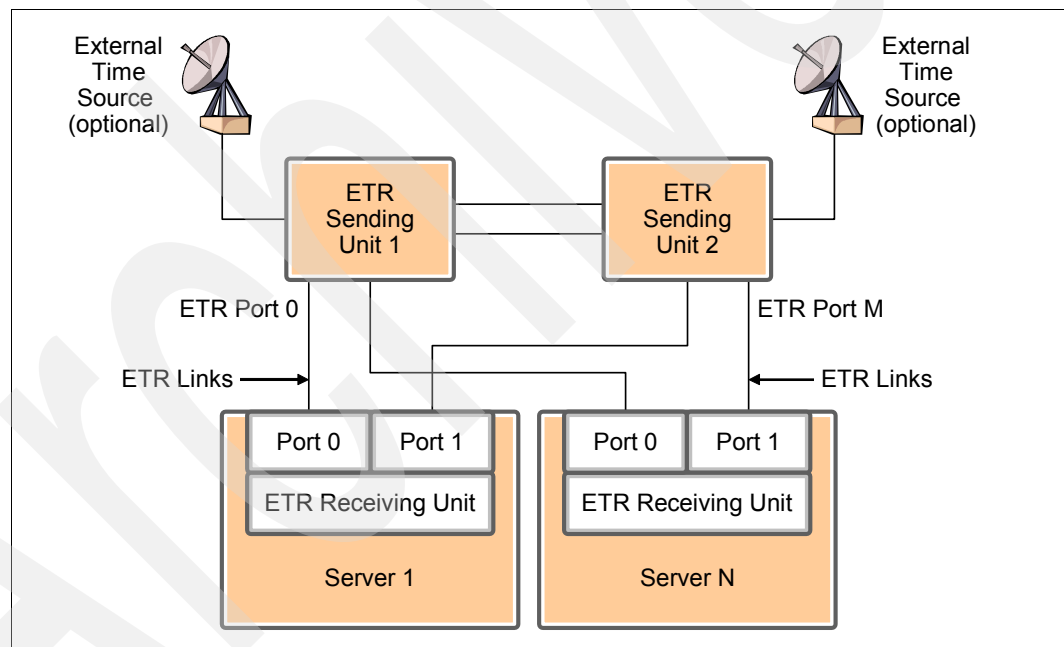 External
Time
Source
(optional)
External
Time
Source
(optional)
ETR
Sending
Unit 1
ETR
Sending
Unit 2
ETR Port 0
ETR Port M
ETR Links
ETR Links
Port 0
Port 1
Port 0
Port 1
ETR Receiving Unit
ETR Receiving Unit
Server 1
Server N